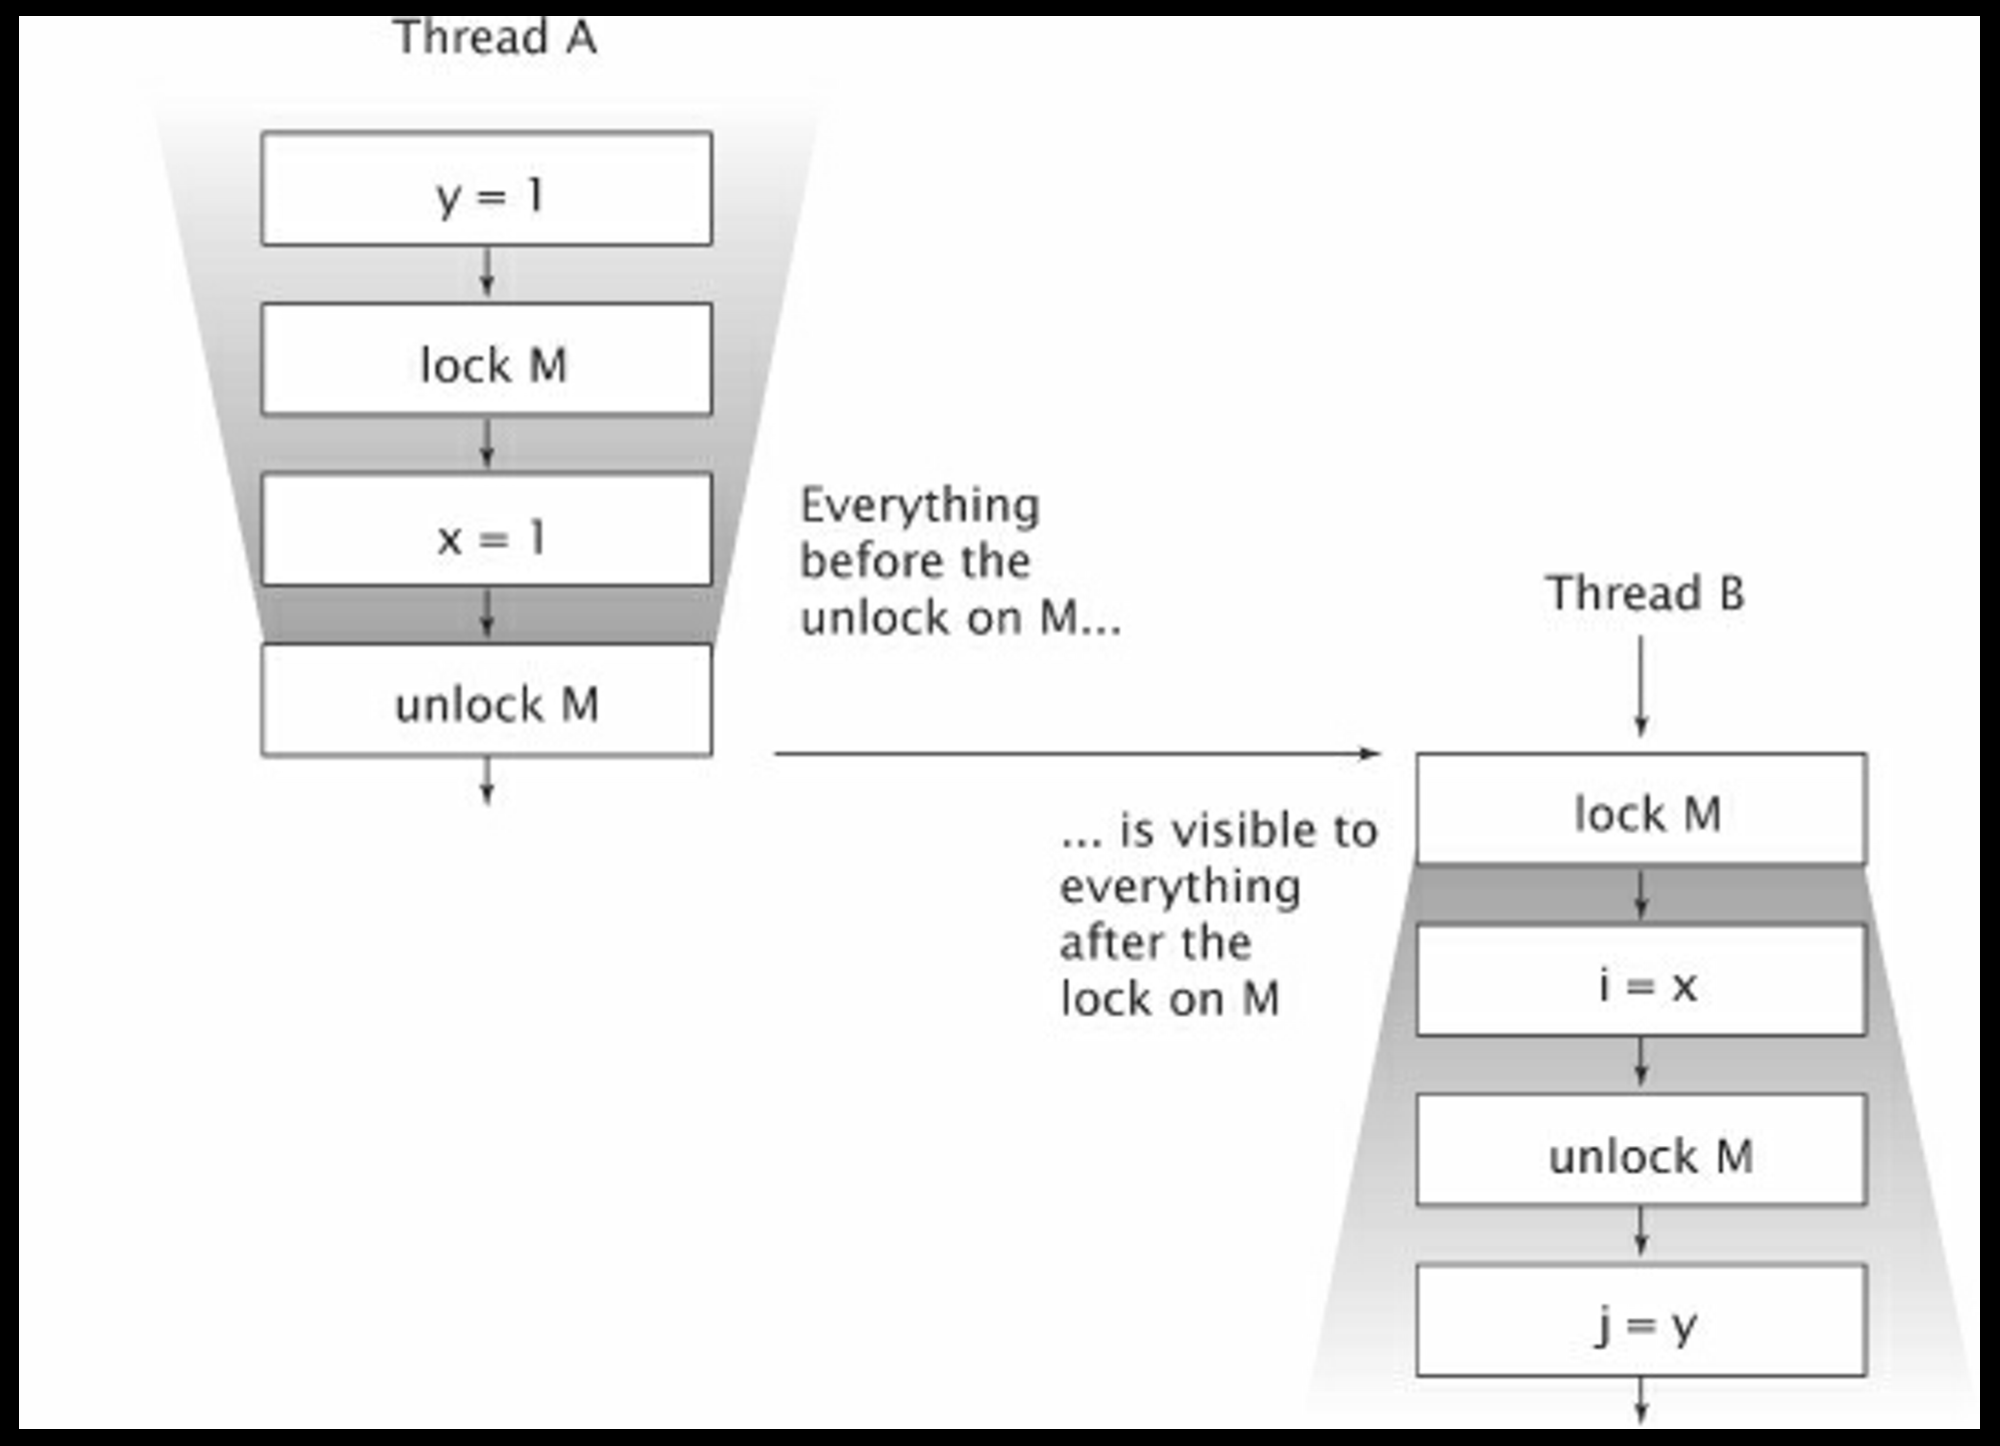 Thread A
y = 1
lock M
x = 1
unlock M
Everything
before the
unlock on M...
Thread B
lock M
... is visible to
everything
after the
lock on M
i = x
unlock M
j = y